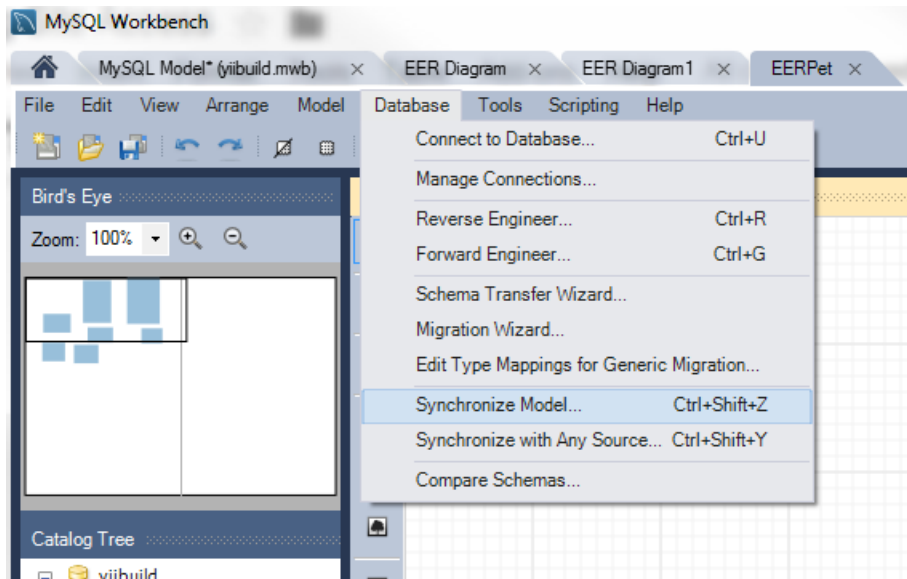 MySQL Workbench
MySQL Model* (yiibuild.mwb) × EER Diagram × EER Diagram1 × EERPet ×
File Edit View Arrange Model Database Tools Scripting Help
Connect to Database... Ctrl+U
Manage Connections...
Bird's Eye
Reverse Engineer... Ctrl+R
Zoom: 100%
Forward Engineer... Ctrl+G
Schema Transfer Wizard...
Migration Wizard...
Edit Type Mappings for Generic Migration...
Synchronize Model... Ctrl+Shift+Z
Synchronize with Any Source... Ctrl+Shift+Y
Compare Schemas...
Catalog Tree
yiibuild